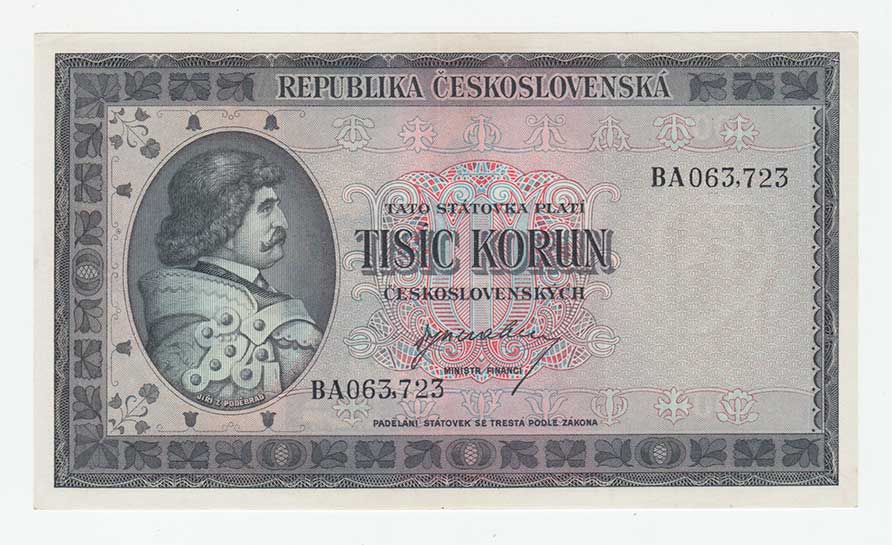 REPUBLIKA ČESKOSLOVENSKÁ
BA063,723
TATO STÁTOVKA PLATÍ
TISÍC KORUN
ČESKOSLOVENSKÝCH
MINISTR FINANCÍ
BA063,723
JIŘÍ Z PODĚBRAD
PADĚLÁNÍ STÁTOVEK SE TRESTÁ PODLE ZÁKONA